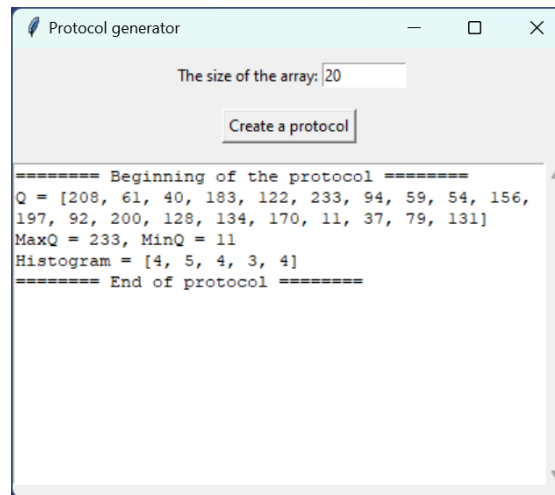 Protocol generator
The size of the array: 20
Create a protocol
======== Beginning of the protocol ========
Q = [208, 61, 40, 183, 122, 233, 94, 59, 54, 156,
197, 92, 200, 128, 134, 170, 11, 37, 79, 131]
MaxQ = 233, MinQ = 11
Histogram = [4, 5, 4, 3, 4]
======== End of protocol ========